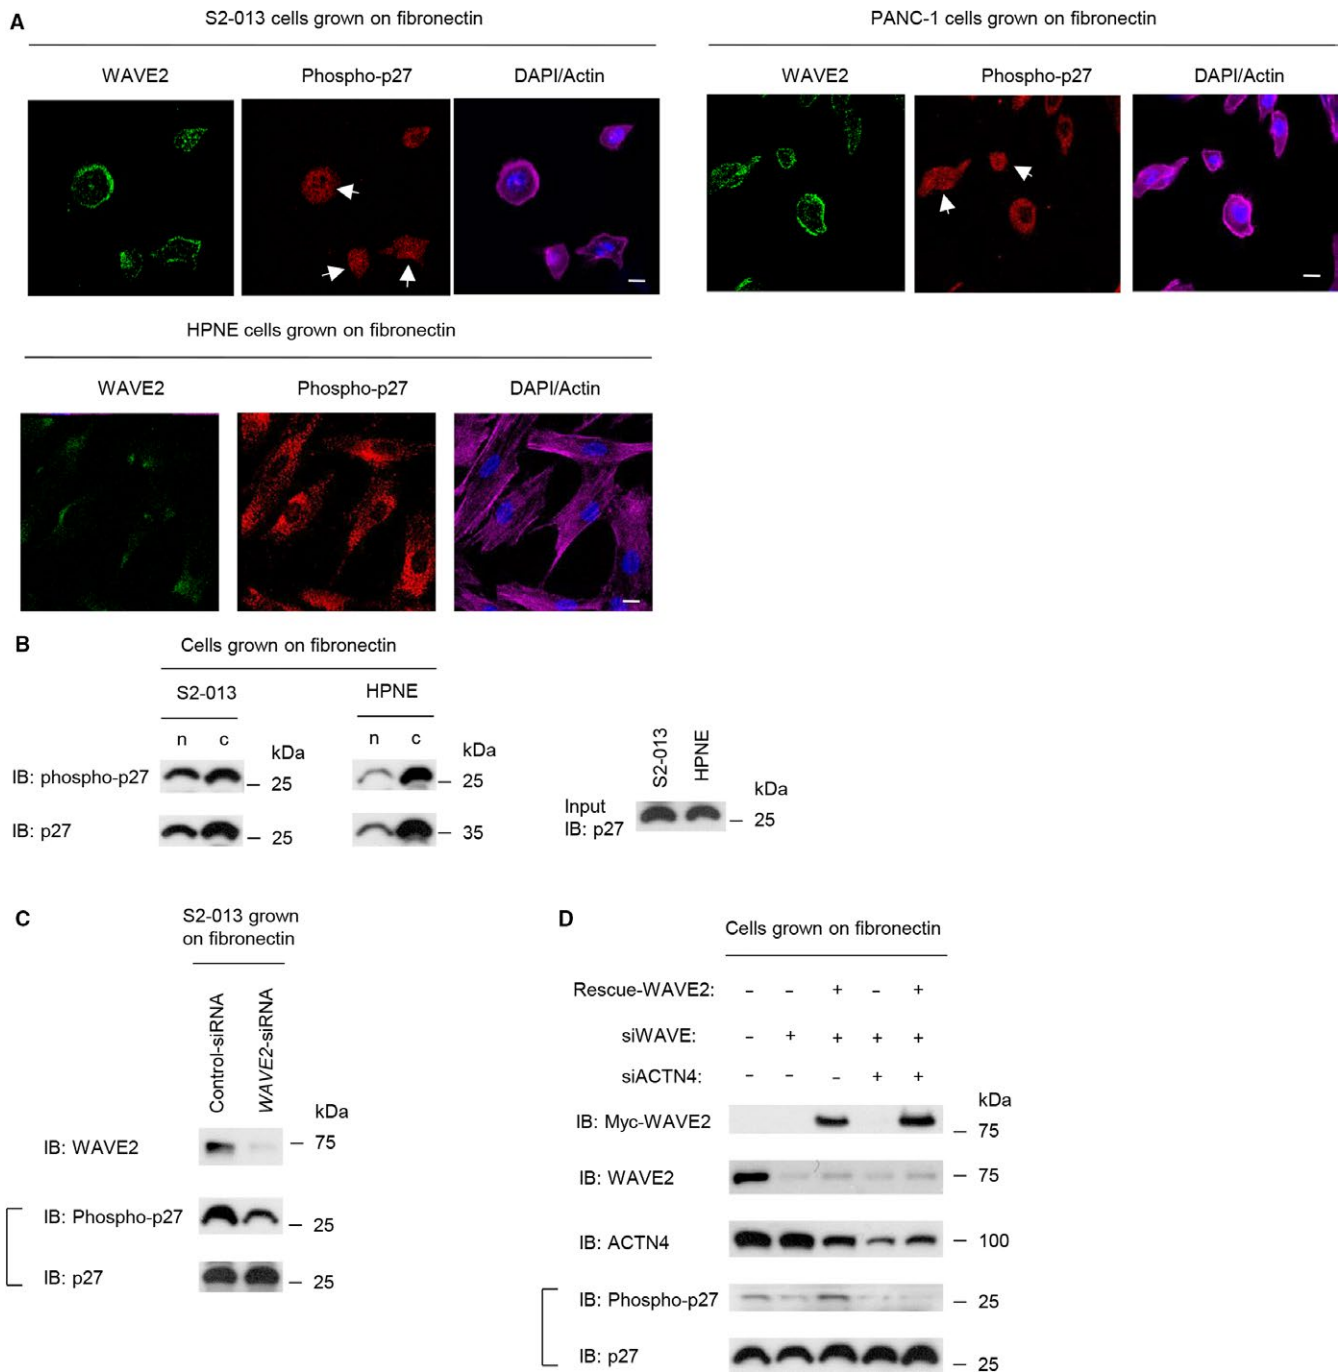 A
S2-013 cells grown on fibronectin
PANC-1 cells grown on fibronectin
WAVE2 Phospho-p27 DAPI/Actin
WAVE2 Phospho-p27 DAPI/Actin
HPNE cells grown on fibronectin
WAVE2 Phospho-p27 DAPI/Actin
B
Cells grown on fibronectin
S2-013 HPNE
n c kDa n c kDa
IB: phospho-p27 – 25 – 25
IB: p27 – 25 – 35
S2-013 HPNE
kDa
Input
IB: p27 – 25
C
S2-013 grown
on fibronectin
Control-siRNA WAVE2-siRNA
kDa
IB: WAVE2 – 75
IB: Phospho-p27 – 25
IB: p27 – 25
D
Cells grown on fibronectin
Rescue-WAVE2: – – + – +
siWAVE: – + + + +
siACTN4: – – – + +
kDa
IB: Myc-WAVE2 – 75
IB: WAVE2 – 75
IB: ACTN4 – 100
IB: Phospho-p27 – 25
IB: p27 – 25